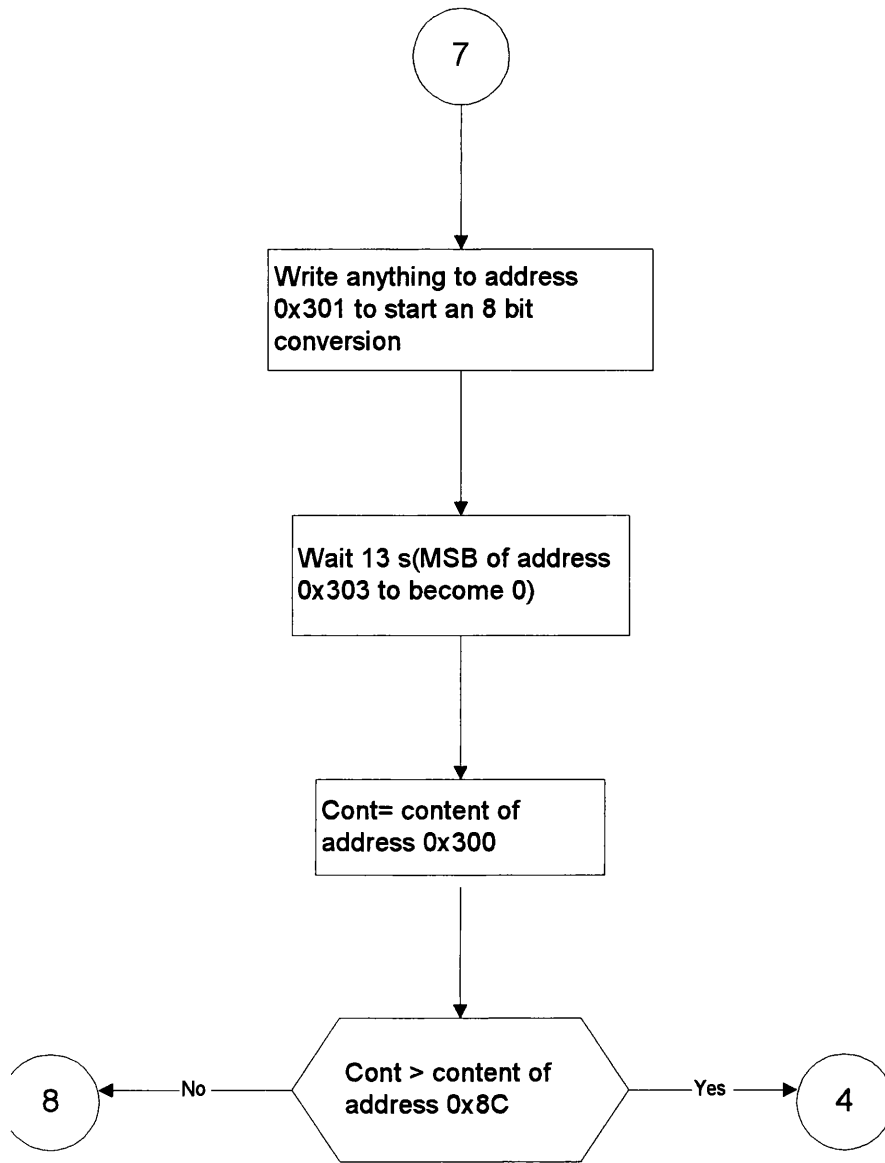 7
Write anything to address
0x301 to start an 8 bit
conversion
Wait 13 s(MSB of address
0x303 to become 0)
Cont= content of
address 0x300
Cont > content of
address 0x8C
8
No
Yes
4